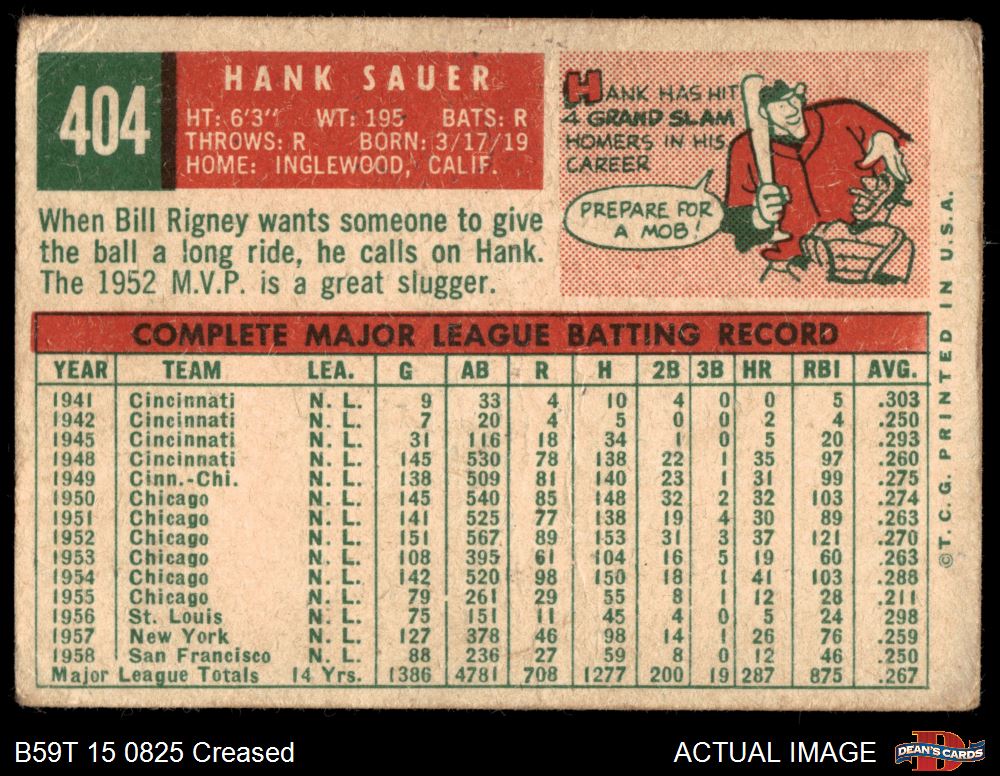 404
HANK SAUER
HT: 6'3" WT: 195 BATS: R
THROWS: R BORN: 3/17/19
HOME: INGLEWOOD, CALIF.
HANK HAS HIT
4 GRAND SLAM
HOMERS IN HIS
CAREER
PREPARE FOR
A MOB!
When Bill Rigney wants someone to give
the ball a long ride, he calls on Hank.
The 1952 M.V.P. is a great slugger.
COMPLETE MAJOR LEAGUE BATTING RECORD
YEAR TEAM LEA. G AB R H 2B 3B HR RBI AVG.
1941 Cincinnati N. L. 9 33 4 10 4 0 0 5 .303
1942 Cincinnati N. L. 7 20 4 5 0 0 2 4 .250
1945 Cincinnati N. L. 31 116 18 34 1 0 5 20 .293
1948 Cincinnati N. L. 145 530 78 138 22 1 35 97 .260
1949 Cinn.-Chi. N. L. 138 509 81 140 23 1 31 99 .275
1950 Chicago N. L. 145 540 85 148 32 2 32 103 .274
1951 Chicago N. L. 141 525 77 138 19 4 30 89 .263
1952 Chicago N. L. 151 567 89 153 31 3 37 121 .270
1953 Chicago N. L. 108 395 61 104 16 5 19 60 .263
1954 Chicago N. L. 142 520 98 150 18 1 41 103 .288
1955 Chicago N. L. 79 261 29 55 8 1 12 28 .211
1956 St. Louis N. L. 75 151 11 45 4 0 5 24 .298
1957 New York N. L. 127 378 46 98 14 1 26 76 .259
1958 San Francisco N. L. 88 236 27 59 8 0 12 46 .250
Major League Totals 14 Yrs. 1386 4781 708 1277 200 19 287 875 .267
© T. C. G. PRINTED IN U.S.A.
B59T 15 0825 Creased
ACTUAL IMAGE
D
DEAN'S CARDS